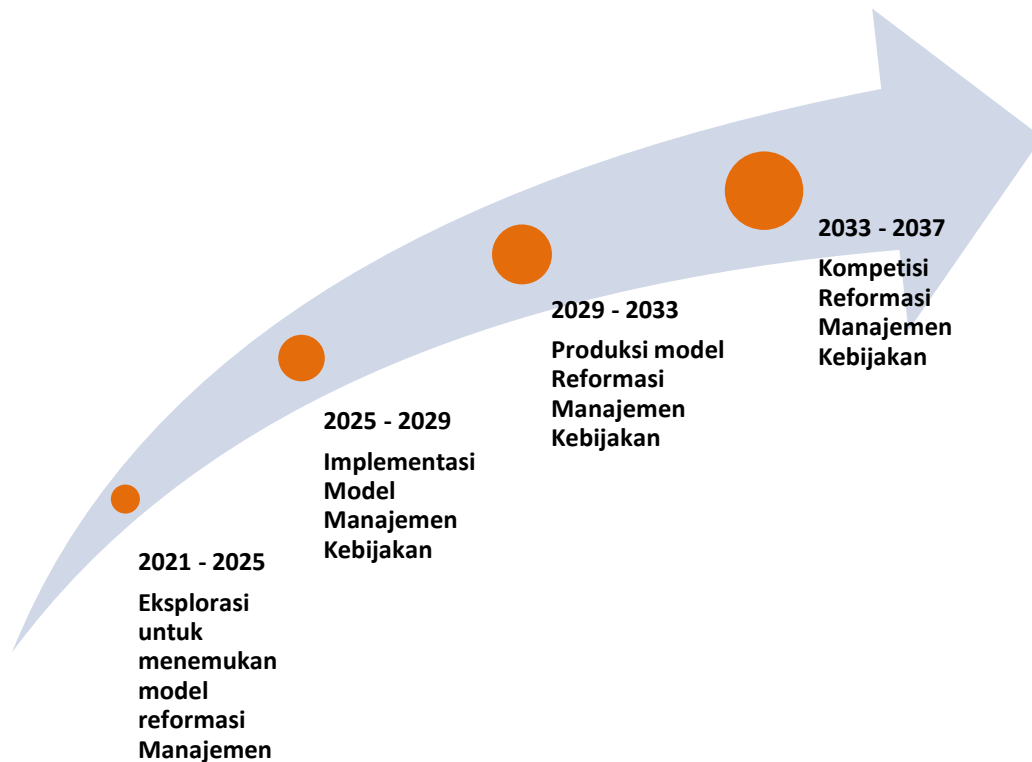 2021 - 2025
Eksplorasi
untuk
menemukan
model
reformasi
Manajemen
2025 - 2029
Implementasi
Model
Manajemen
Kebijakan
2029 - 2033
Produksi model
Reformasi
Manajemen
Kebijakan
2033 - 2037
Kompetisi
Reformasi
Manajemen
Kebijakan